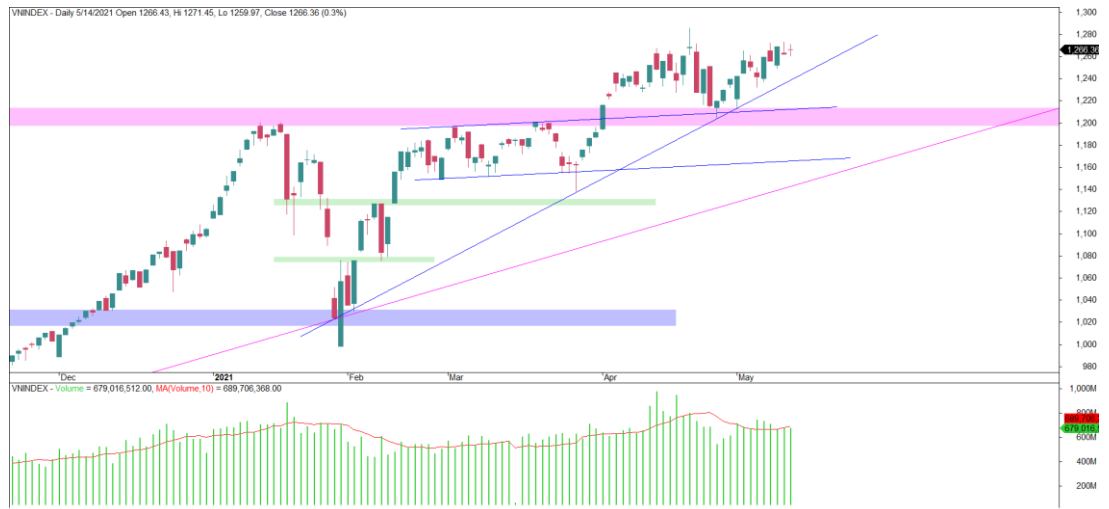 VNINDEX - Daily 5/14/2021 Open 1266.43, Hi 1271.45, Lo 1259.97, Close 1266.36 (0.3%)
1,300
1,280
1,266.36
1,240
1,220
1,200
1,180
1,160
1,140
1,120
1,100
1,080
1,060
1,040
1,020
1,000
980
Dec 2021 Feb Mar Apr May
VNINDEX - Volume = 679,016,512.00, MA(Volume,10) = 689,706,368.00
1,000M
800M
600M
400M
200M